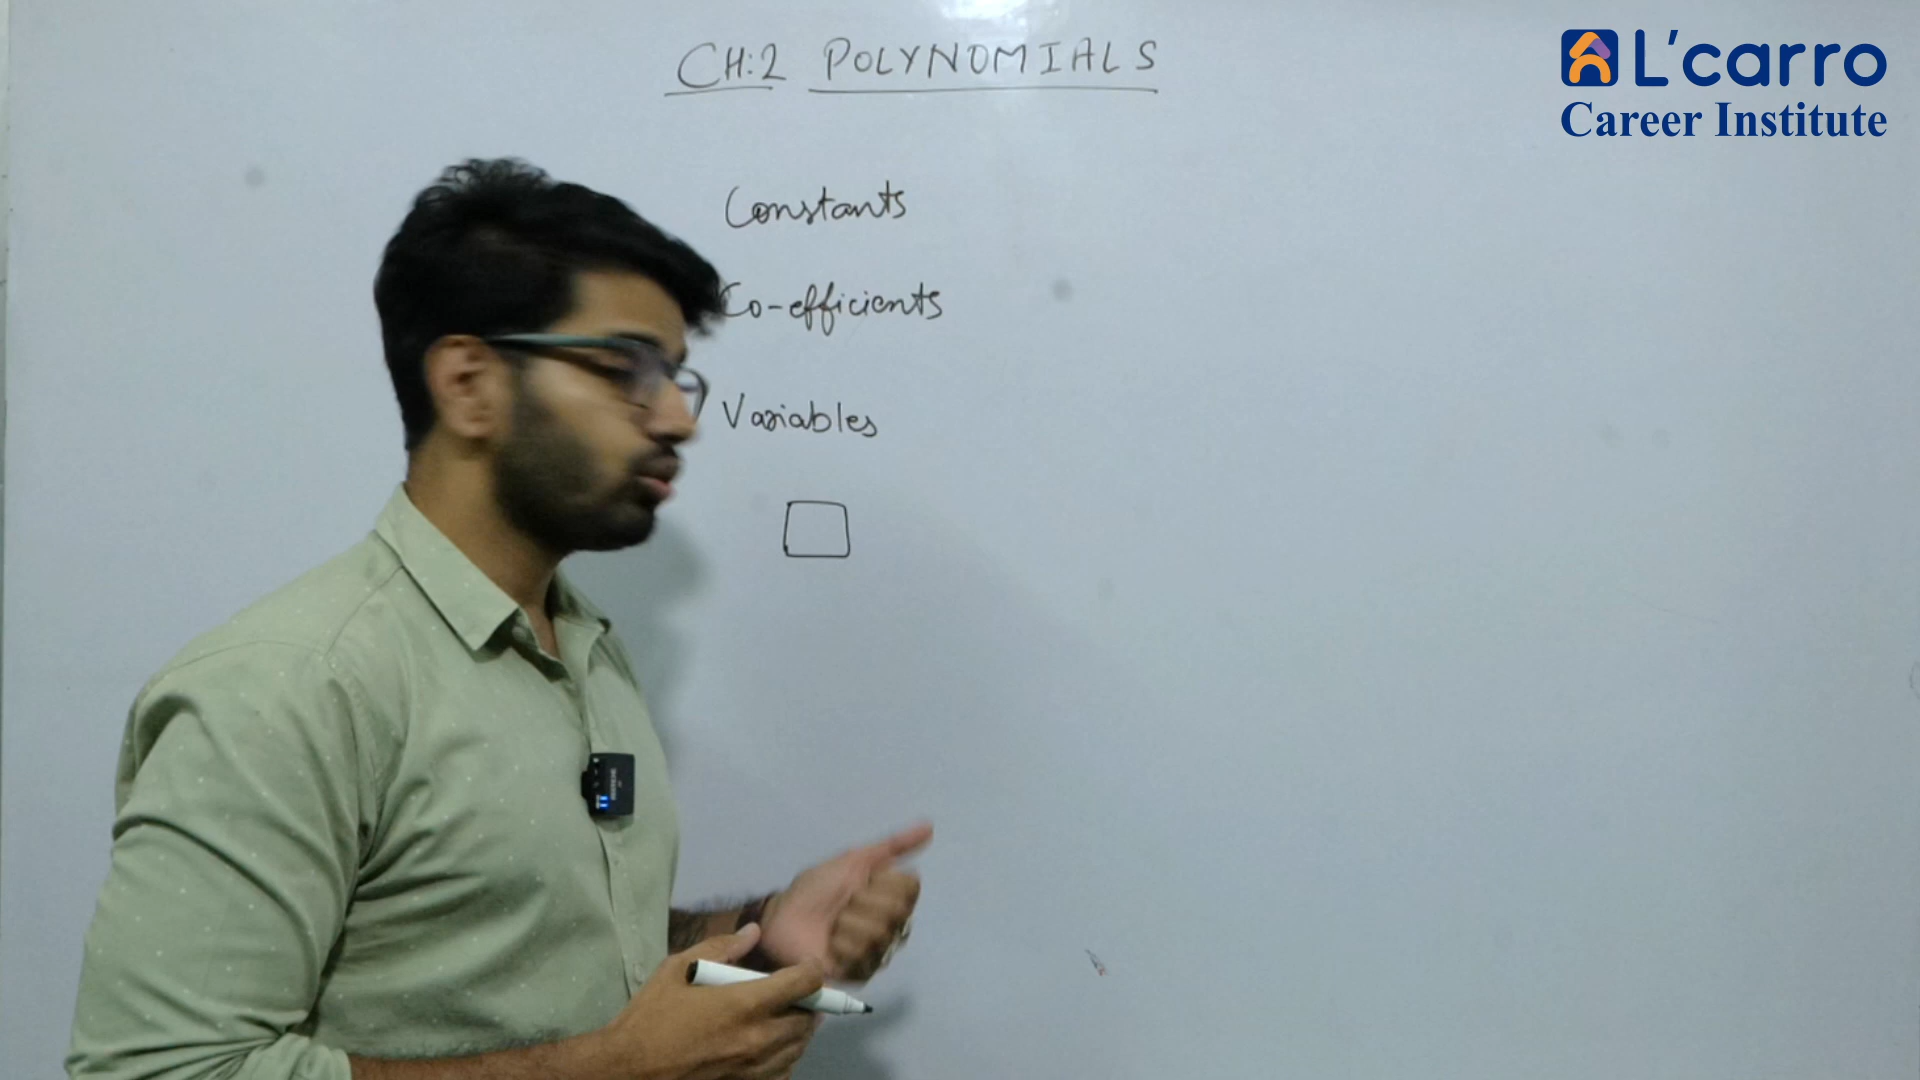 CH:2 POLYNOMIALS
L'carro
Career Institute
Constants
Co-efficients
Variables